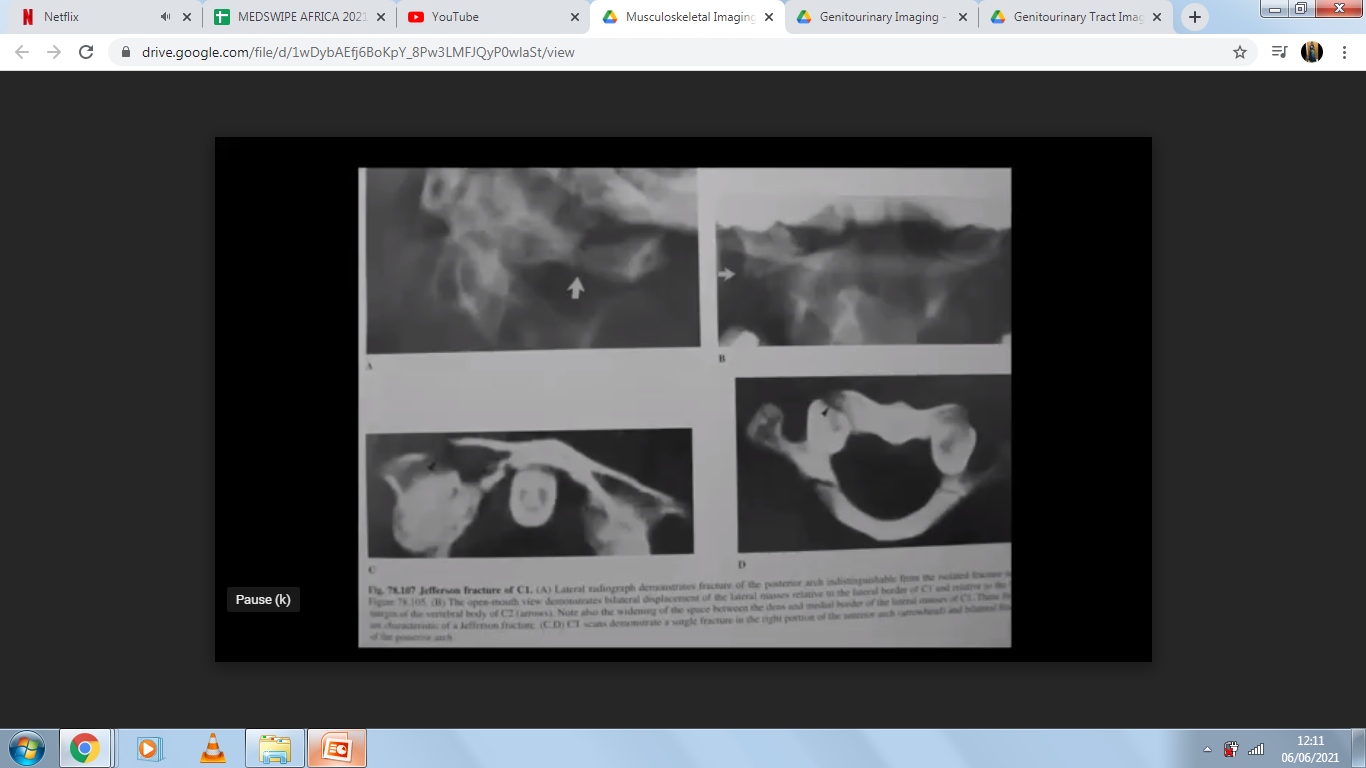 Netflix
MEDSWIPE AFRICA 2021
YouTube
Musculoskeletal Imaging
Genitourinary Imaging -
Genitourinary Tract Imag
drive.google.com/file/d/1wDybAEfj6BoKpY_8Pw3LMFJQyP0wlaSt/view
A
B
C
D
Fig. 78.107 Jefferson fracture of C1. (A) Lateral radiograph demonstrates fracture of the posterior arch indistinguishable from the isolated fracture
Figure 78.105. (B) The open-mouth view demonstrates bilateral displacement of the lateral masses relative to the lateral border of C1 and relative to the
margin of the vertebral body of C2 (arrows). Note also the widening of the space between the dens and medial border of the lateral masses of C1. These
are characteristic of a Jefferson fracture. (C,D) CT scans demonstrate a single fracture in the right portion of the anterior arch (arrowhead) and bilateral
of the posterior arch.
Pause (k)
12:11
06/06/2021